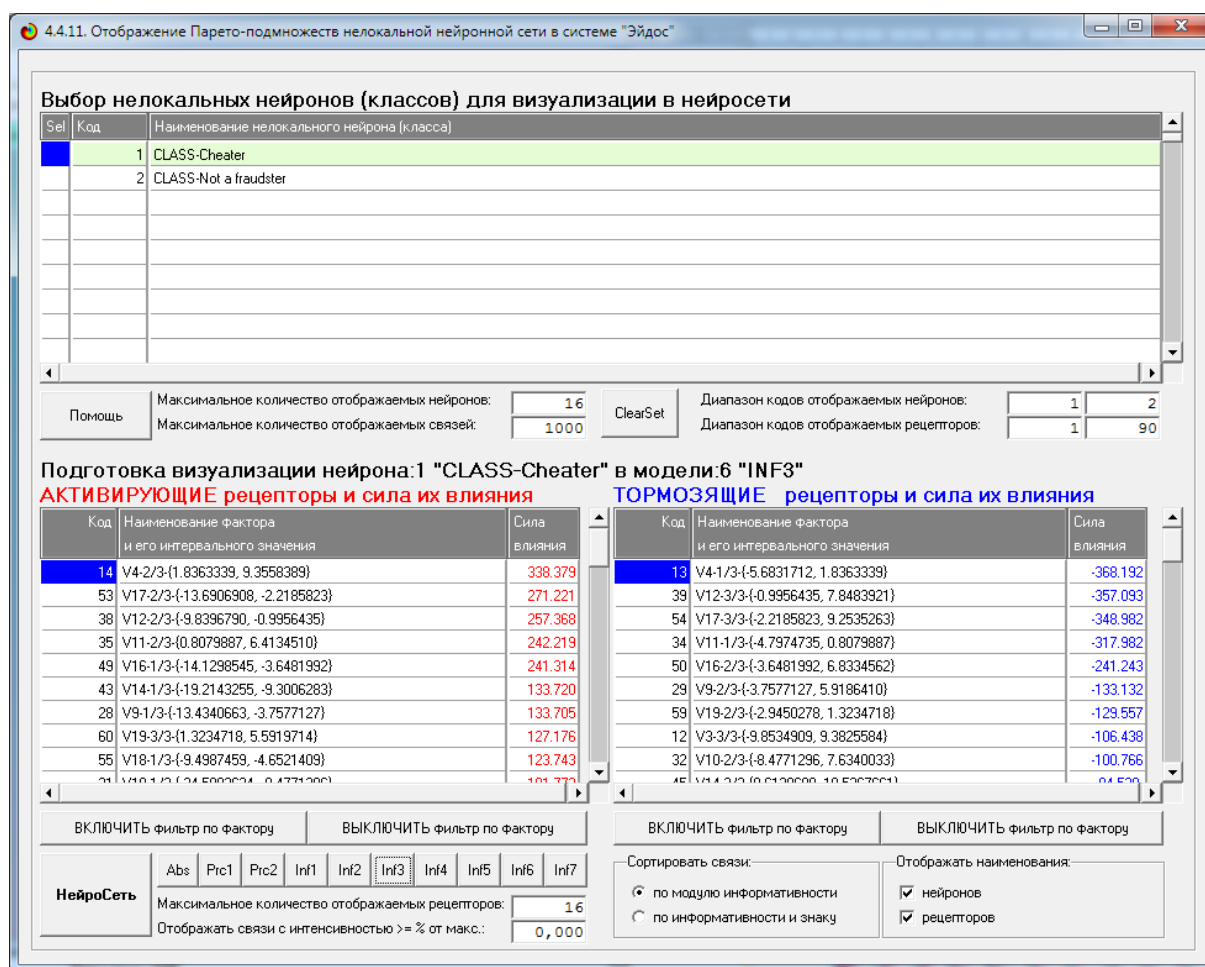 4.4.11. Отображение Парето-подмножеств нелокальной нейронной сети в системе "Эйдос"
Выбор нелокальных нейронов (классов) для визуализации в нейросети
Sel Код Наименование нелокального нейрона (класса)
1 CLASS-Cheater
2 CLASS-Not a fraudster
Помощь
Максимальное количество отображаемых нейронов: 16
Максимальное количество отображаемых связей: 1000
ClearSet
Диапазон кодов отображаемых нейронов: 1 2
Диапазон кодов отображаемых рецепторов: 1 90
Подготовка визуализации нейрона:1 "CLASS-Cheater" в модели:6 "INF3"
АКТИВИРУЮЩИЕ рецепторы и сила их влияния
Код Наименование фактора и его интервального значения Сила влияния
14 V4-2/3-{1.8363339, 9.3558389} 338.379
53 V17-2/3-{-13.6906908, -2.2185823} 271.221
38 V12-2/3-{-9.8396790, -0.9956435} 257.368
35 V11-2/3-{0.8079887, 6.4134510} 242.219
49 V16-1/3-{-14.1298545, -3.6481992} 241.314
43 V14-1/3-{-19.2143255, -9.3006283} 133.720
28 V9-1/3-{-13.4340663, -3.7577127} 133.705
60 V19-3/3-{1.3234718, 5.5919714} 127.176
55 V18-1/3-{-9.4987459, -4.6521409} 123.743
ТОРМОЗЯЩИЕ рецепторы и сила их влияния
Код Наименование фактора и его интервального значения Сила влияния
13 V4-1/3-{-5.6831712, 1.8363339} -368.192
39 V12-3/3-{-0.9956435, 7.8483921} -357.093
54 V17-3/3-{-2.2185823, 9.2535263} -348.982
34 V11-1/3-{-4.7974735, 0.8079887} -317.982
50 V16-2/3-{-3.6481992, 6.8334562} -241.243
29 V9-2/3-{-3.7577127, 5.9186410} -133.132
59 V19-2/3-{-2.9450278, 1.3234718} -129.557
12 V3-3/3-{-9.8534909, 9.3825584} -106.438
32 V10-2/3-{-8.4771296, 7.6340033} -100.766
ВКЛЮЧИТЬ фильтр по фактору
ВЫКЛЮЧИТЬ фильтр по фактору
ВКЛЮЧИТЬ фильтр по фактору
ВЫКЛЮЧИТЬ фильтр по фактору
НейроСеть
Abs Prc1 Prc2 Inf1 Inf2 Inf3 Inf4 Inf5 Inf6 Inf7
Максимальное количество отображаемых рецепторов: 16
Отображать связи с интенсивностью >= % от макс.: 0,000
Сортировать связи:
по модулю информативности
по информативности и знаку
Отображать наименования:
нейронов
рецепторов